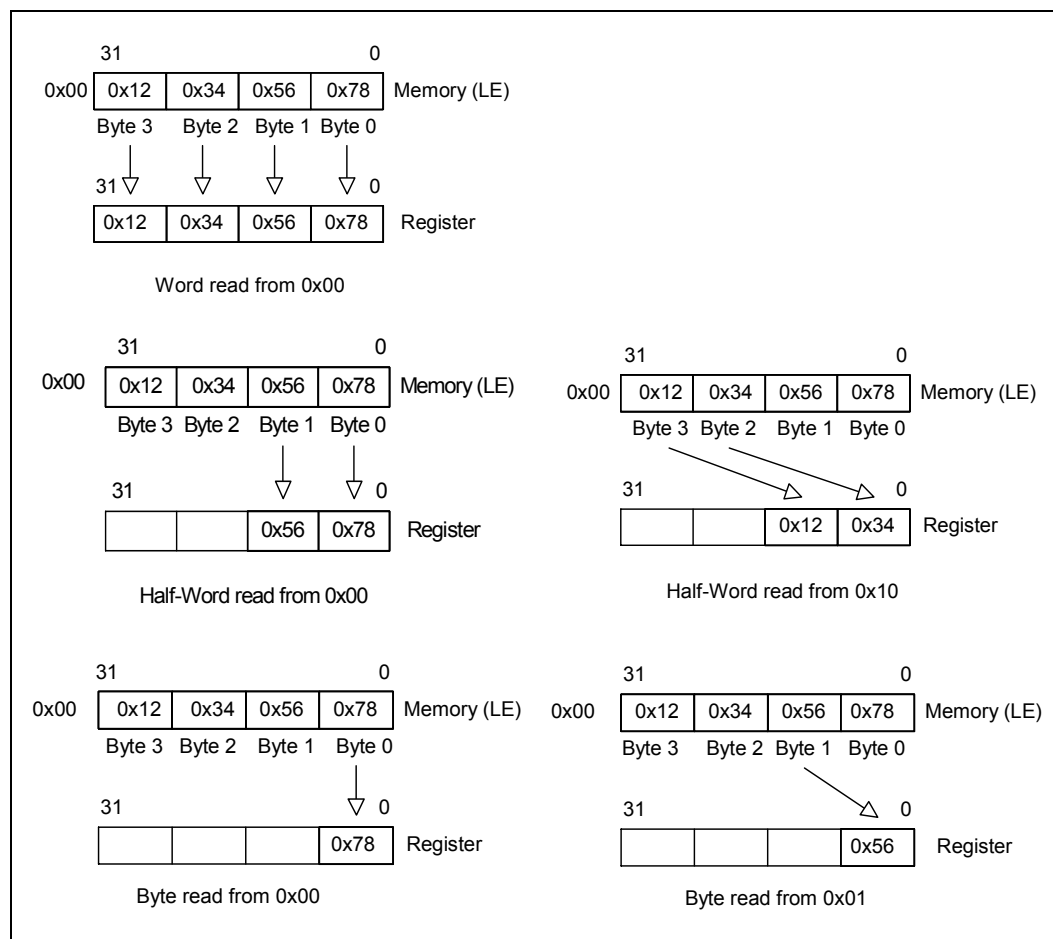 31 0
0x00 0x12 0x34 0x56 0x78 Memory (LE)
Byte 3 Byte 2 Byte 1 Byte 0
31 0
0x12 0x34 0x56 0x78 Register
Word read from 0x00
31 0
0x00 0x12 0x34 0x56 0x78 Memory (LE)
Byte 3 Byte 2 Byte 1 Byte 0
31 0
0x56 0x78 Register
Half-Word read from 0x00
31 0
0x00 0x12 0x34 0x56 0x78 Memory (LE)
Byte 3 Byte 2 Byte 1 Byte 0
31 0
0x12 0x34 Register
Half-Word read from 0x10
31 0
0x00 0x12 0x34 0x56 0x78 Memory (LE)
Byte 3 Byte 2 Byte 1 Byte 0
31 0
0x78 Register
Byte read from 0x00
31 0
0x00 0x12 0x34 0x56 0x78 Memory (LE)
Byte 3 Byte 2 Byte 1 Byte 0
31 0
0x56 Register
Byte read from 0x01